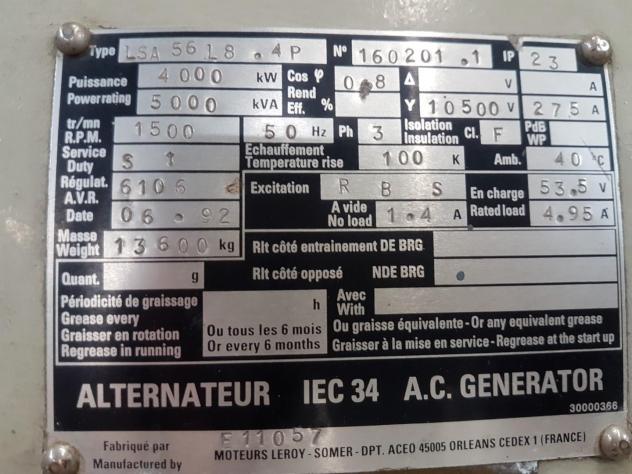 Type LSA 56 L8 . 4P N° 160201 .1 IP 23
Puissance 4000 kW Cos φ 0.8 Δ V A
Powerrating 5000 kVA Rend Eff. % Y 10500 V 275 A
tr/mn R.P.M. 1500 50 Hz Ph 3 Isolation Insulation Cl. F PdB WP
Service Duty S 1 Echauffement Temperature rise 100 K Amb. 40 °C
Régulat. A.V.R. 6106 Excitation R B S En charge 53.5 V
Date 06 . 92 A vide No load 1.4 A Rated load 4.95 A
Masse Weight 13600 kg Rlt côté entrainement DE BRG
Quant. g Rlt côté opposé NDE BRG
Périodicité de graissage h Avec
Grease every With
Graisser en rotation Ou tous les 6 mois Ou graisse équivalente - Or any equivalent grease
Regrease in running Or every 6 months Graisser à la mise en service - Regrease at the start up
ALTERNATEUR IEC 34 A.C. GENERATOR
30000366
Fabriqué par E11057
Manufactured by MOTEURS LEROY - SOMER - DPT. ACEO 45005 ORLEANS CEDEX 1 (FRANCE)